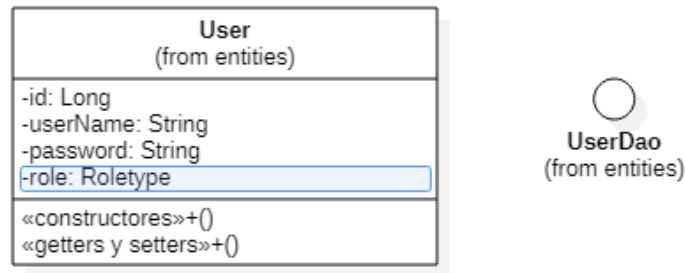 User
(from entities)
-id: Long
-userName: String
-password: String
-role: Roletype
«constructores»+()
«getters y setters»+()
UserDao
(from entities)